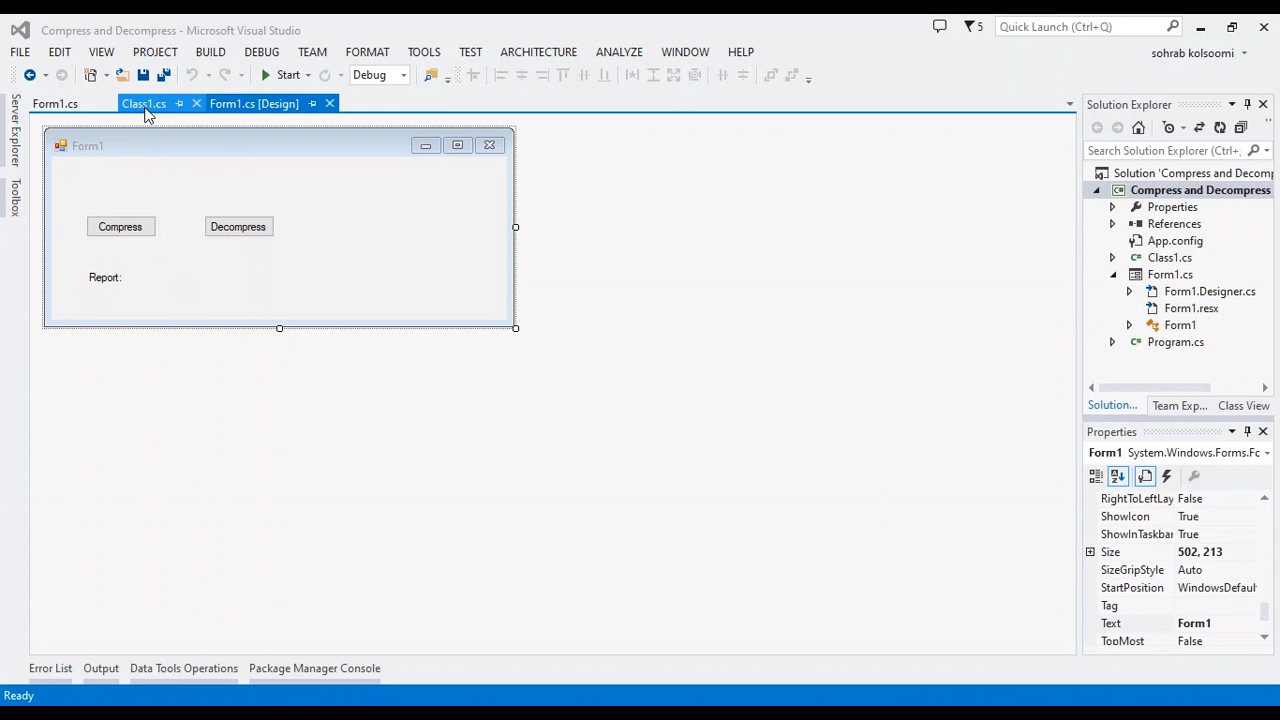 Compress and Decompress - Microsoft Visual Studio
5
Quick Launch (Ctrl+Q)
FILE EDIT VIEW PROJECT BUILD DEBUG TEAM FORMAT TOOLS TEST ARCHITECTURE ANALYZE WINDOW HELP
sohrab kolsoomi
Start Debug
Form1.cs Class1.cs Form1.cs [Design]
Server Explorer
Toolbox
Form1
Compress Decompress
Report:
Solution Explorer
Search Solution Explorer (Ctrl+;
Solution 'Compress and Decomp
C# Compress and Decompress
Properties
References
App.config
C# Class1.cs
Form1.cs
Form1.Designer.cs
Form1.resx
Form1
C# Program.cs
Solution... Team Exp... Class View
Properties
Form1 System.Windows.Forms.Fc
RightToLeftLay False
ShowIcon True
ShowInTaskbar True
Size 502, 213
SizeGripStyle Auto
StartPosition WindowsDefaul
Tag
Text Form1
TopMost False
Error List Output Data Tools Operations Package Manager Console
Ready